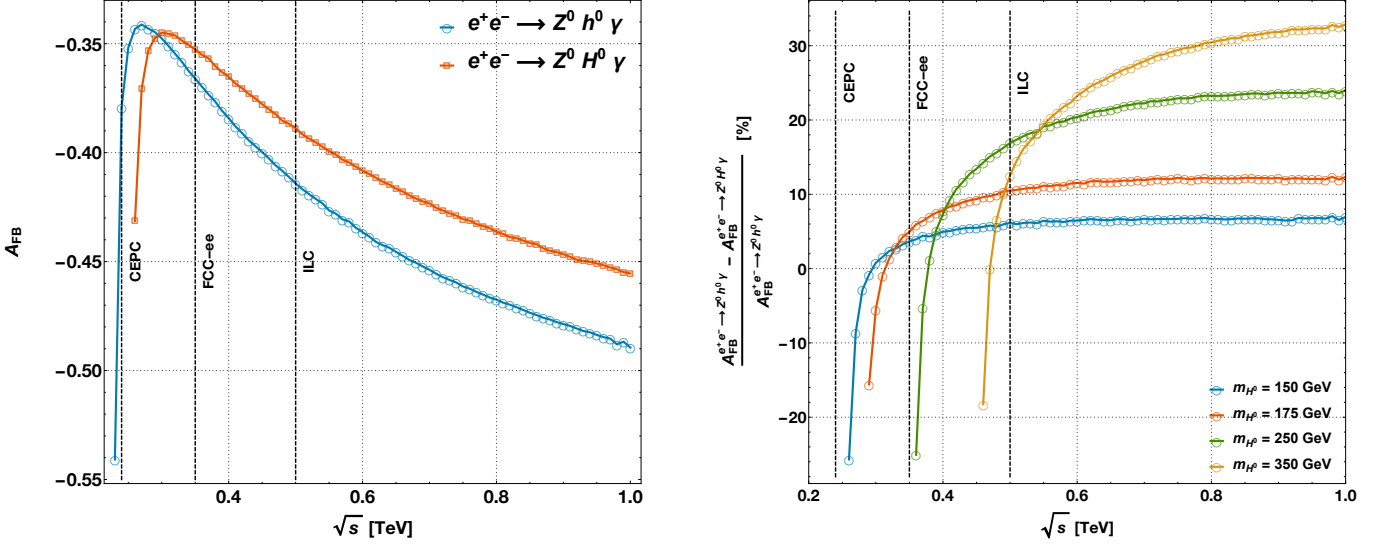 e⁺e⁻ ⟶ Z⁰ h⁰ γ
e⁺e⁻ ⟶ Z⁰ H⁰ γ
-0.35
-0.40
-0.45
-0.50
-0.55
A_FB
CEPC
FCC-ee
ILC
0.4
0.6
0.8
1.0
√s [TeV]
A_FB^{e⁺e⁻ ⟶ Z⁰ h⁰ γ} − A_FB^{e⁺e⁻ ⟶ Z⁰ H⁰ γ}
A_FB^{e⁺e⁻ ⟶ Z⁰ h⁰ γ}
[%]
30
20
10
0
-10
-20
CEPC
FCC-ee
ILC
m_{H⁰} = 150 GeV
m_{H⁰} = 175 GeV
m_{H⁰} = 250 GeV
m_{H⁰} = 350 GeV
0.2
0.4
0.6
0.8
1.0
√s [TeV]